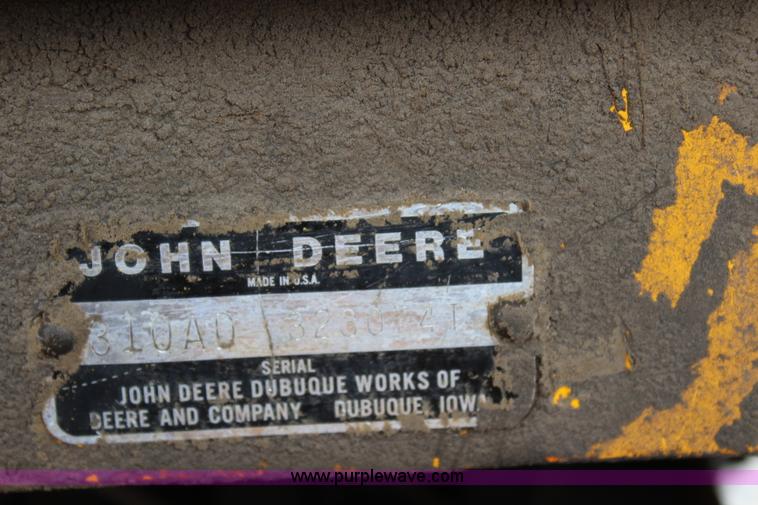 JOHN DEERE
MADE IN U.S.A.
310AD
SERIAL
JOHN DEERE DUBUQUE WORKS OF
DEERE AND COMPANY DUBUQUE, IOW
www.purplewave.com